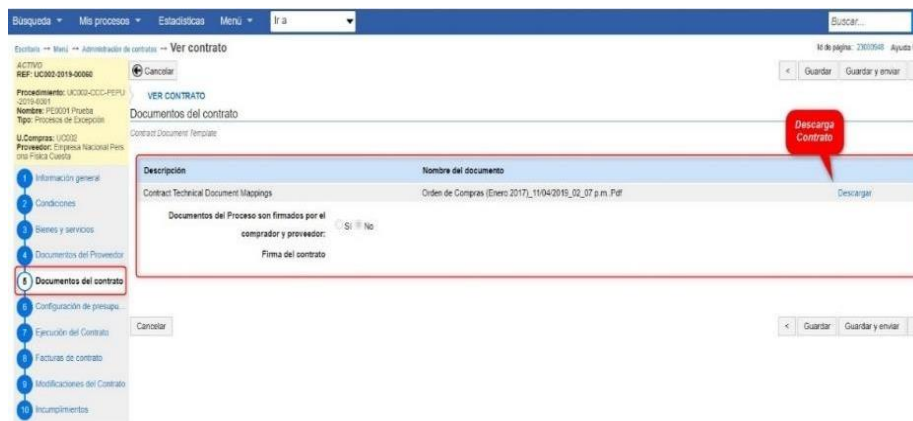 Búsqueda Mis procesos Estadísticas Menú Ir a Buscar...
Escritorio → Menú → Administración de contratos → Ver contrato Id de página: 23000548 Ayuda
ACTIVO
REF: UC002-2019-00060
Cancelar < Guardar Guardar y enviar
Procedimiento: UC002-CCC-PEPU
-2019-0001
Nombre: PE0001 Prueba
Tipo: Procesos de Excepción
U.Compras: UC002
Proveedor: Empresa Nacional Pers
ona Fisica Cuesta
VER CONTRATO
Documentos del contrato
Contract Document Template
Descarga
Contrato
Descripción Nombre del documento
Contract Technical Document Mappings Orden de Compras (Enero 2017)_11/04/2019_02_07 p.m..Pdf Descargar
Documentos del Proceso son firmados por el
comprador y proveedor: Sí No
Firma del contrato
1 Información general
2 Condiciones
3 Bienes y servicios
4 Documentos del Proveedor
5 Documentos del contrato
6 Configuración de presupu...
7 Ejecución del Contrato
8 Facturas de contrato
9 Modificaciones del Contrato
10 Incumplimientos
Cancelar < Guardar Guardar y enviar